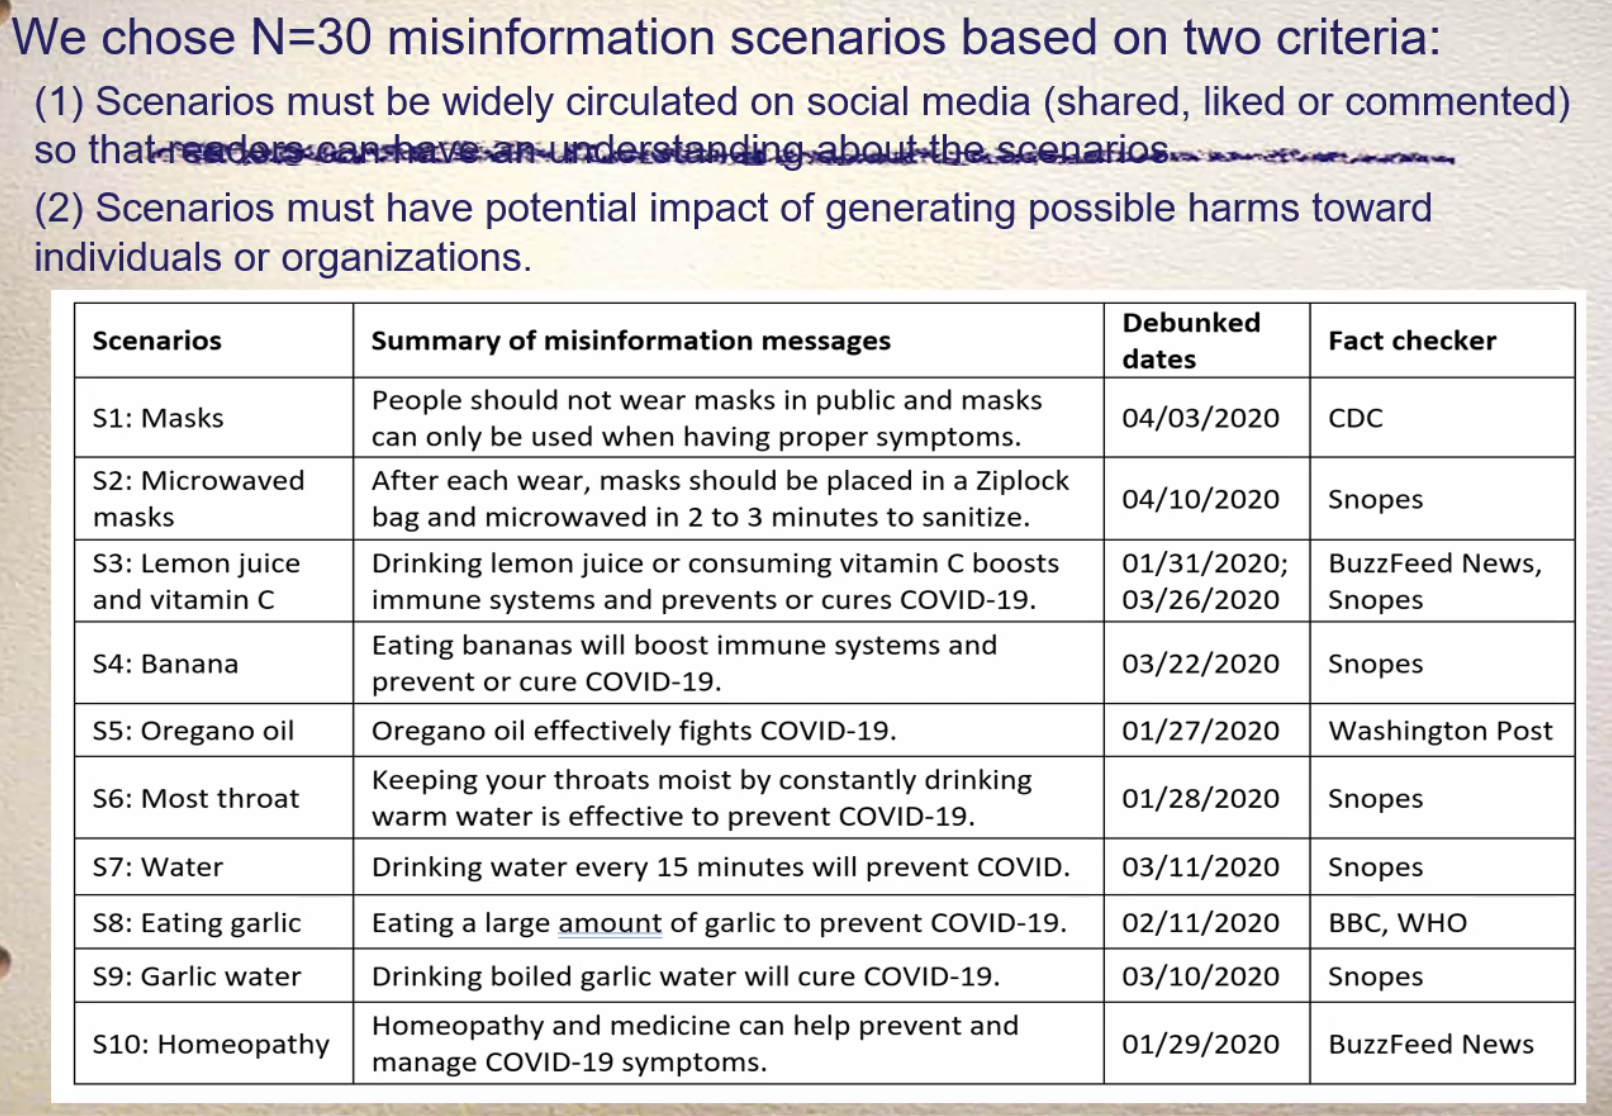 We chose N=30 misinformation scenarios based on two criteria:
(1) Scenarios must be widely circulated on social media (shared, liked or commented)
so that readers can have an understanding about the scenarios.
(2) Scenarios must have potential impact of generating possible harms toward
individuals or organizations.
Scenarios Summary of misinformation messages Debunked dates Fact checker
S1: Masks People should not wear masks in public and masks can only be used when having proper symptoms. 04/03/2020 CDC
S2: Microwaved masks After each wear, masks should be placed in a Ziplock bag and microwaved in 2 to 3 minutes to sanitize. 04/10/2020 Snopes
S3: Lemon juice and vitamin C Drinking lemon juice or consuming vitamin C boosts immune systems and prevents or cures COVID-19. 01/31/2020; 03/26/2020 BuzzFeed News, Snopes
S4: Banana Eating bananas will boost immune systems and prevent or cure COVID-19. 03/22/2020 Snopes
S5: Oregano oil Oregano oil effectively fights COVID-19. 01/27/2020 Washington Post
S6: Most throat Keeping your throats moist by constantly drinking warm water is effective to prevent COVID-19. 01/28/2020 Snopes
S7: Water Drinking water every 15 minutes will prevent COVID. 03/11/2020 Snopes
S8: Eating garlic Eating a large amount of garlic to prevent COVID-19. 02/11/2020 BBC, WHO
S9: Garlic water Drinking boiled garlic water will cure COVID-19. 03/10/2020 Snopes
S10: Homeopathy Homeopathy and medicine can help prevent and manage COVID-19 symptoms. 01/29/2020 BuzzFeed News